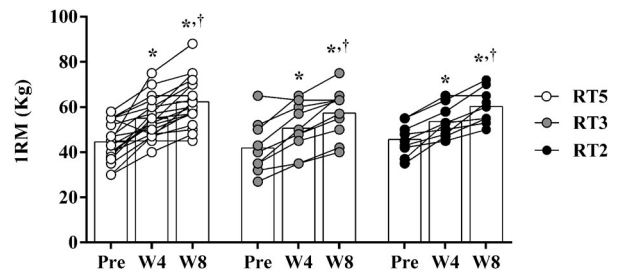 1RM (Kg)
100
80
60
40
20
0
* *,† * *,† * *,†
Pre W4 W8 Pre W4 W8 Pre W4 W8
RT5
RT3
RT2